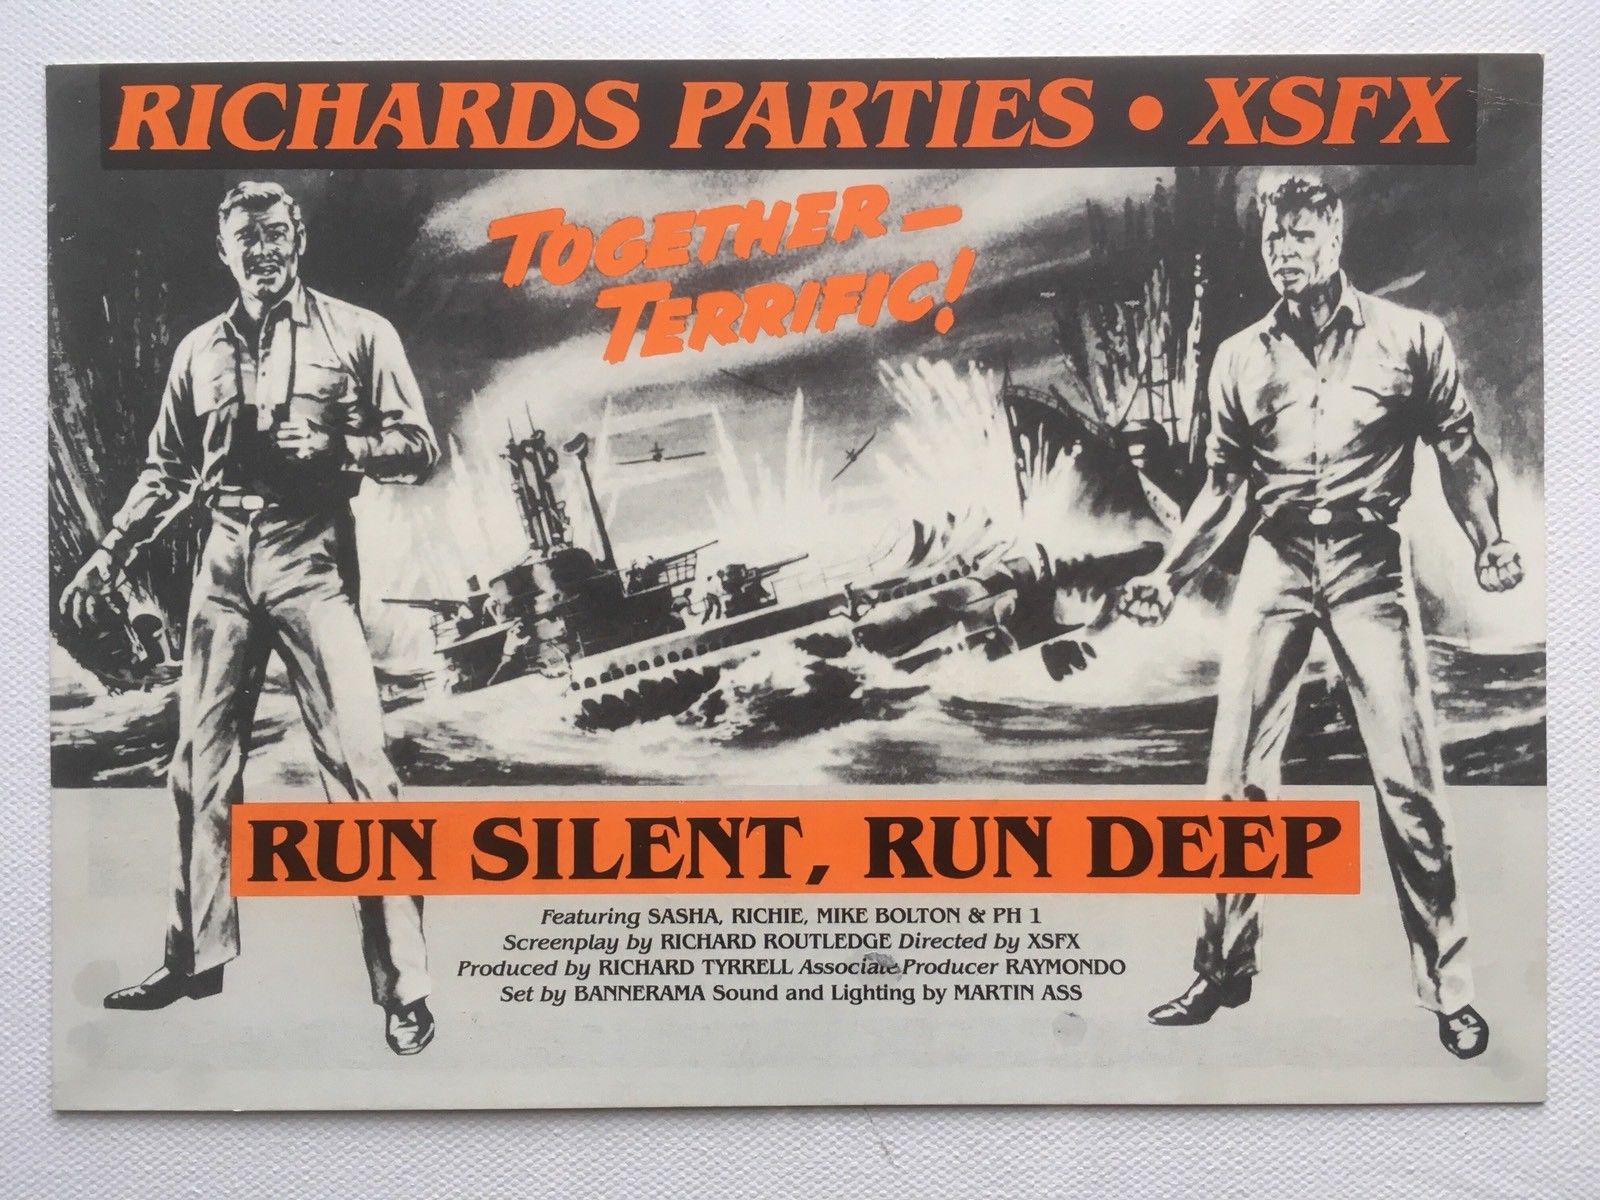 RICHARDS PARTIES • XSFX
TOGETHER—
TERRIFIC!
RUN SILENT, RUN DEEP
Featuring SASHA, RICHIE, MIKE BOLTON & PH 1
Screenplay by RICHARD ROUTLEDGE Directed by XSFX
Produced by RICHARD TYRRELL Associate Producer RAYMONDO
Set by BANNERAMA Sound and Lighting by MARTIN ASS